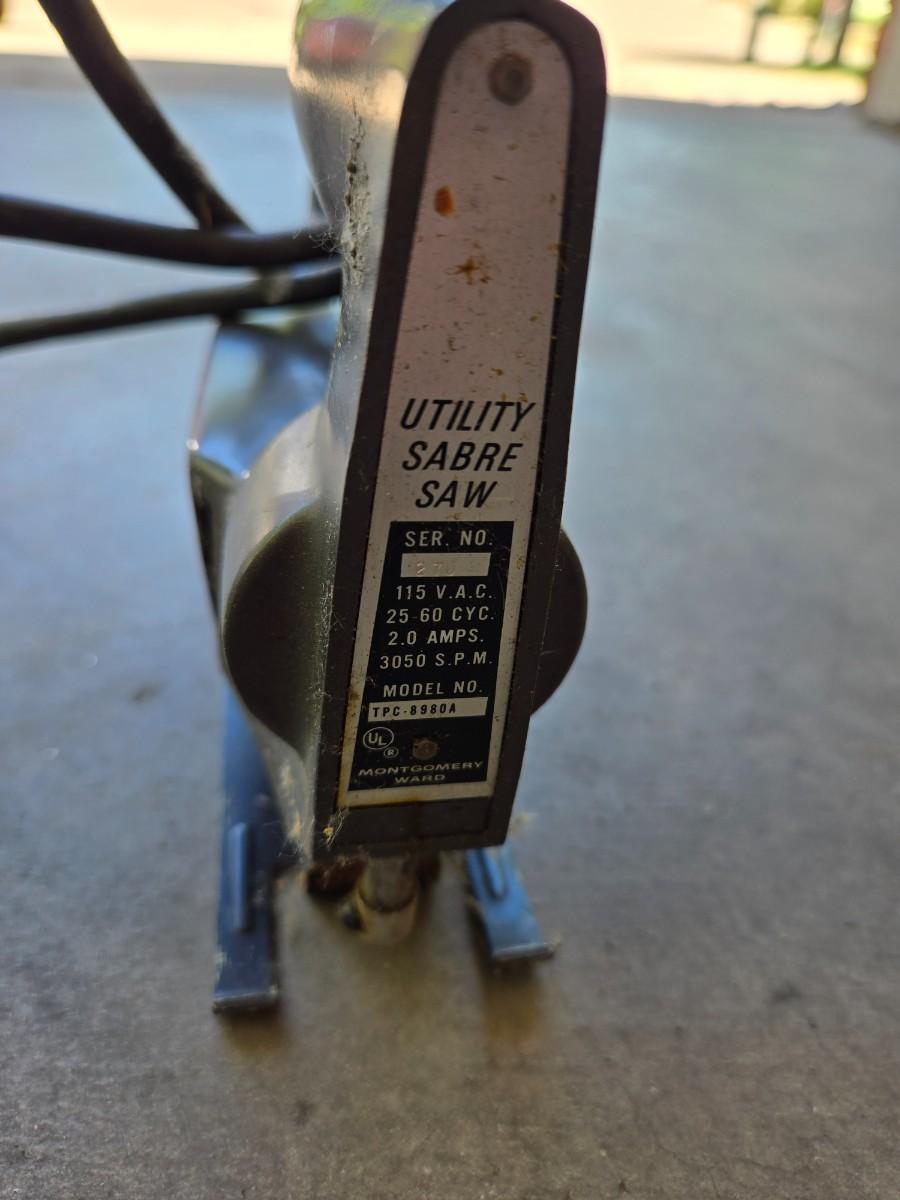 UTILITY
SABRE
SAW
SER. NO.
115 V.A.C.
25-60 CYC.
2.0 AMPS.
3050 S.P.M.
MODEL NO.
TPC-8980A
UL
®
MONTGOMERY
WARD